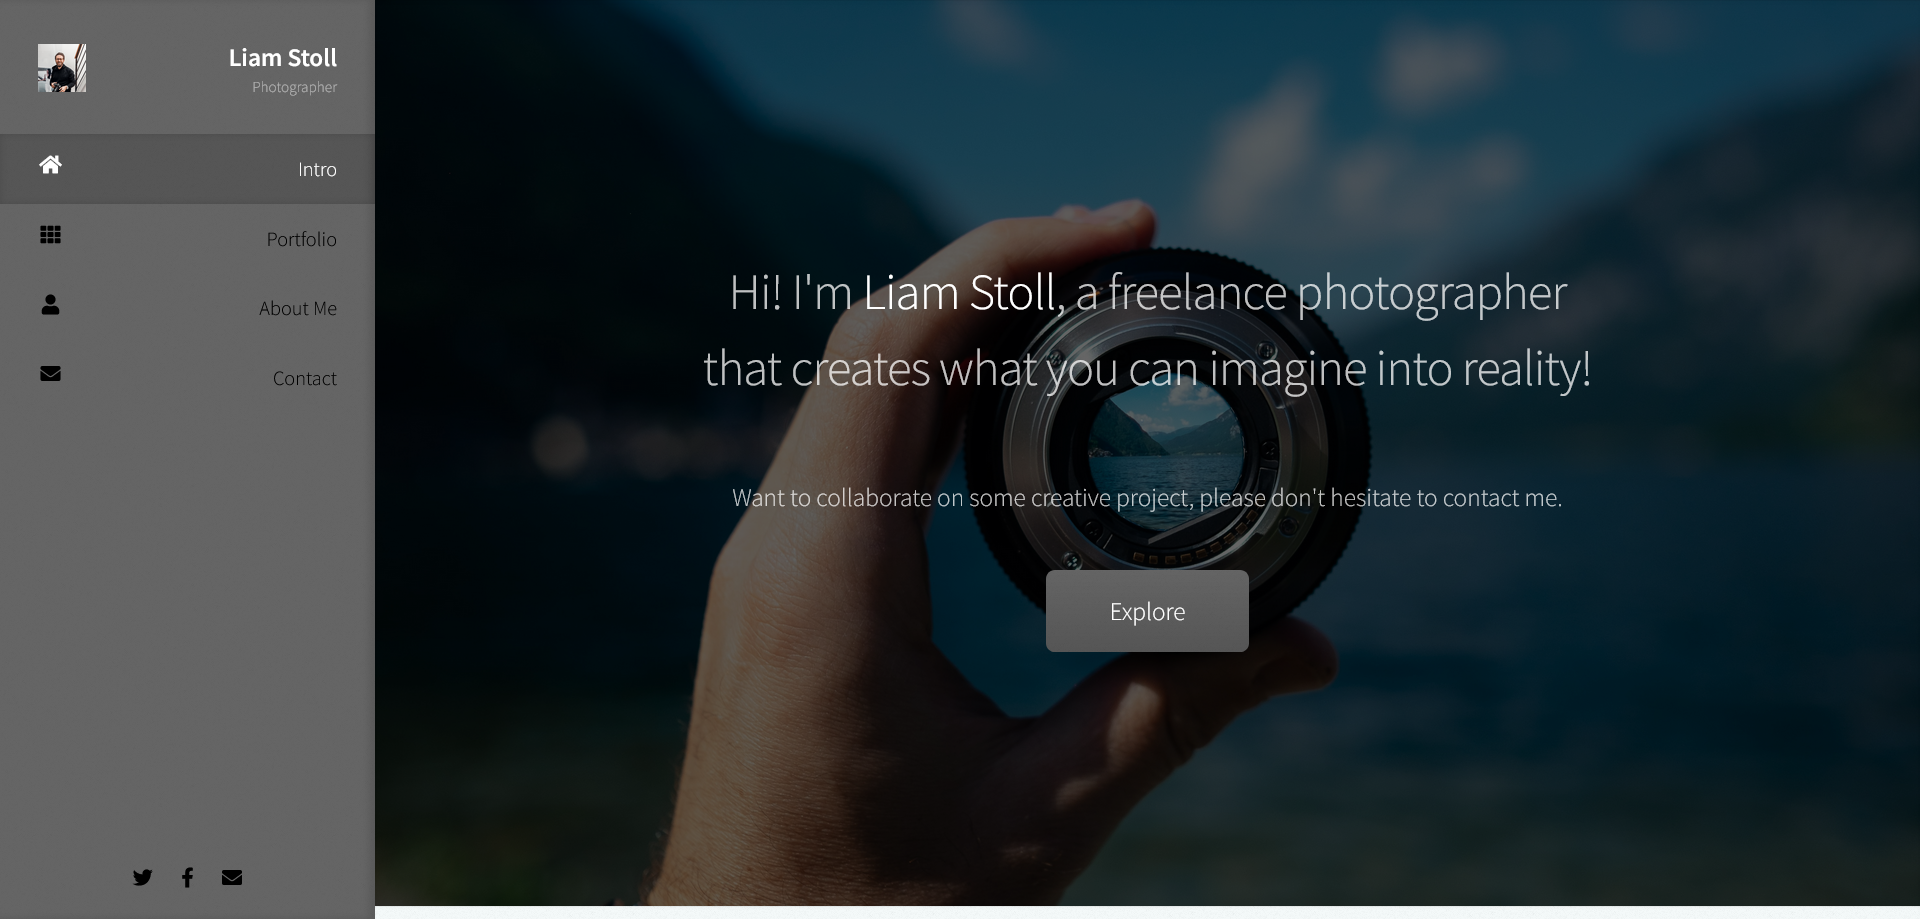 Liam Stoll
Photographer
Intro
Portfolio
About Me
Contact
Hi! I'm Liam Stoll, a freelance photographer
that creates what you can imagine into reality!
Want to collaborate on some creative project, please don't hesitate to contact me.
Explore